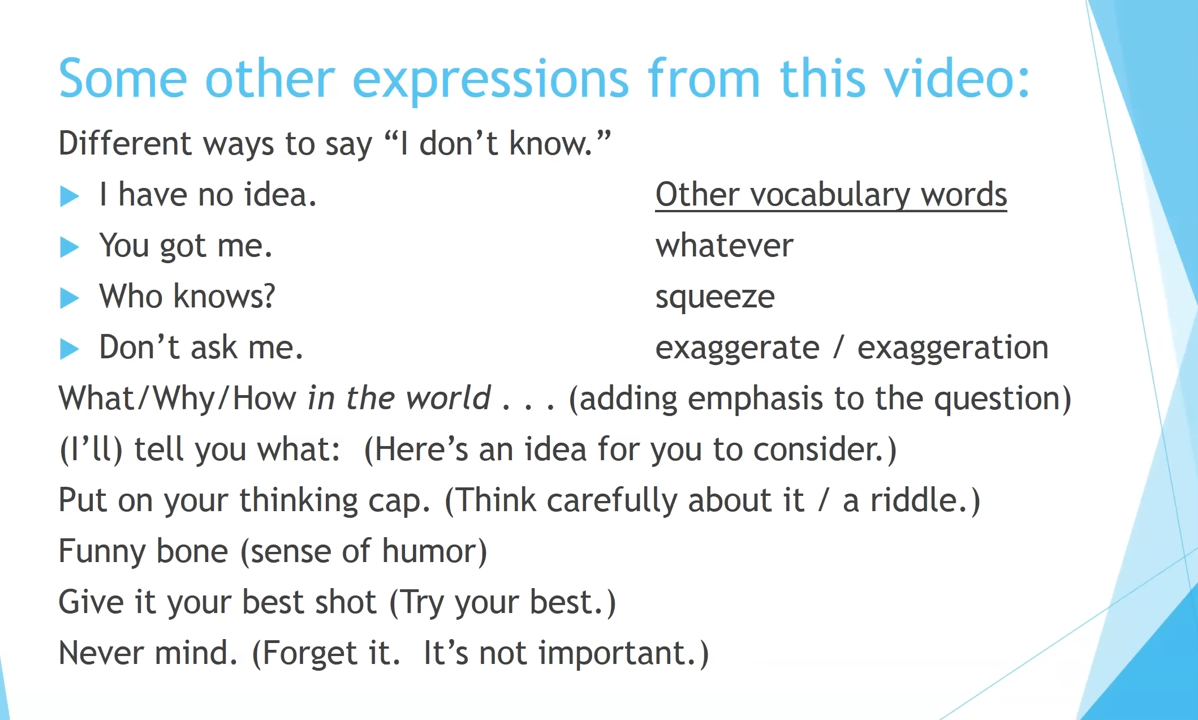 Some other expressions from this video:
Different ways to say “I don’t know.”
I have no idea.
You got me.
Who knows?
Don’t ask me.
Other vocabulary words
whatever
squeeze
exaggerate / exaggeration
What/Why/How in the world . . . (adding emphasis to the question)
(I’ll) tell you what:  (Here’s an idea for you to consider.)
Put on your thinking cap. (Think carefully about it / a riddle.)
Funny bone (sense of humor)
Give it your best shot (Try your best.)
Never mind. (Forget it.  It’s not important.)